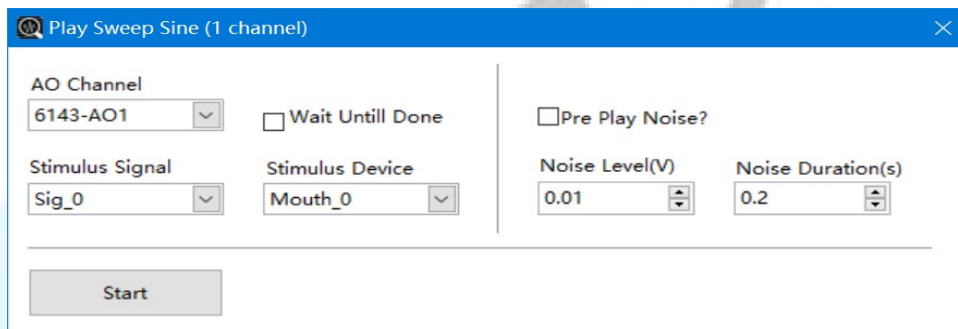 Play Sweep Sine (1 channel)
AO Channel
6143-AO1
Wait Untill Done
Stimulus Signal
Sig_0
Stimulus Device
Mouth_0
Pre Play Noise?
Noise Level(V)
0.01
Noise Duration(s)
0.2
Start